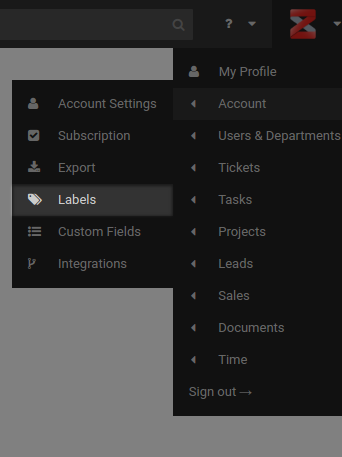 ?
My Profile
Account
Users & Departments
Tickets
Tasks
Projects
Leads
Sales
Documents
Time
Sign out →
Account Settings
Subscription
Export
Labels
Custom Fields
Integrations